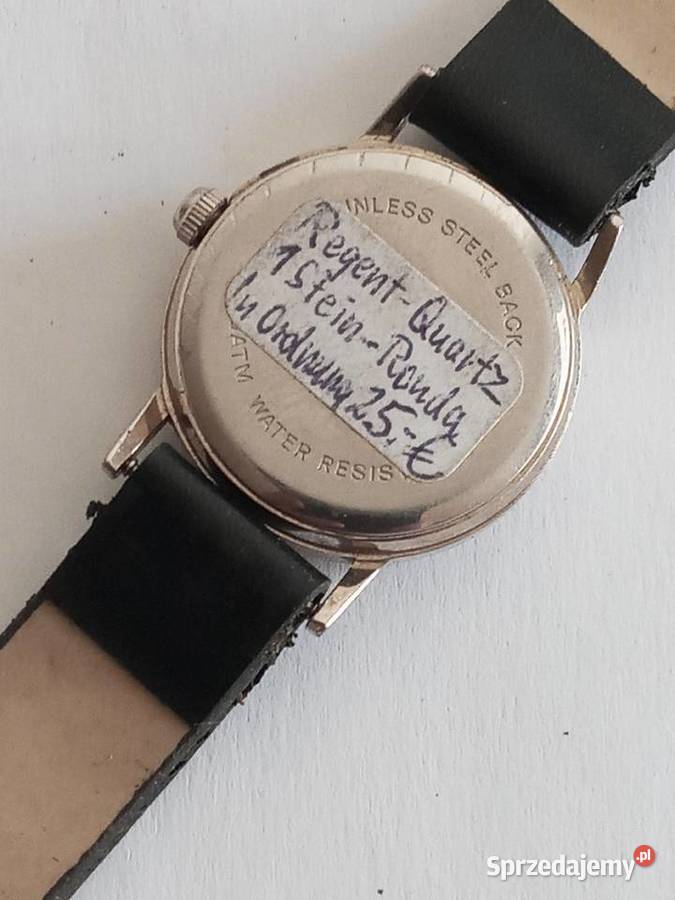 INLESS STEEL BACK
Regent-Quartz
1 Stein-Ronda
In Ordnung 25,-€
ATM WATER RESIS
Sprzedajemy.pl